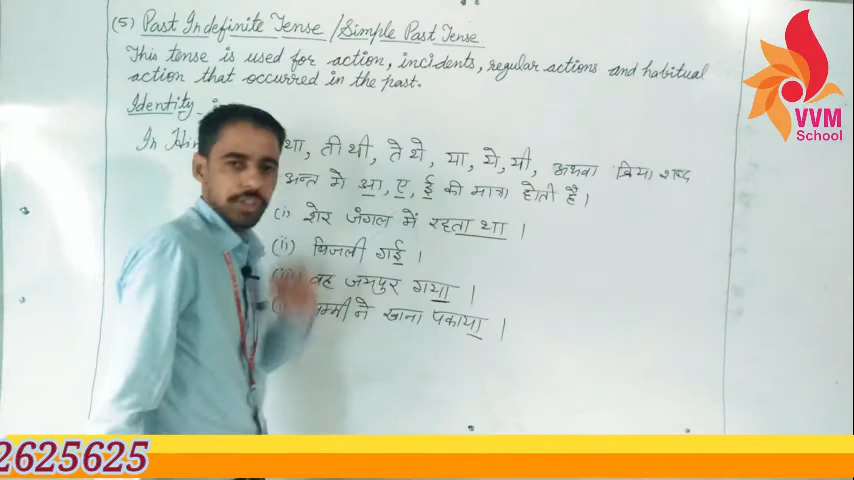 (5) Past Indefinite Tense / Simple Past Tense
This tense is used for action, incidents, regular actions and habitual
action that occurred in the past.
Identity
In था, ती थी, ते थे, या, ये, यी, अथवा क्रिया शब्द
अन्त में आ, ए, ई की मात्रा होती है।
(i) शेर जंगल में रहता था।
(ii) बिजली गई।
वह जयपुर गया।
मम्मी ने खाना पकाया।
VVM
School
2625625